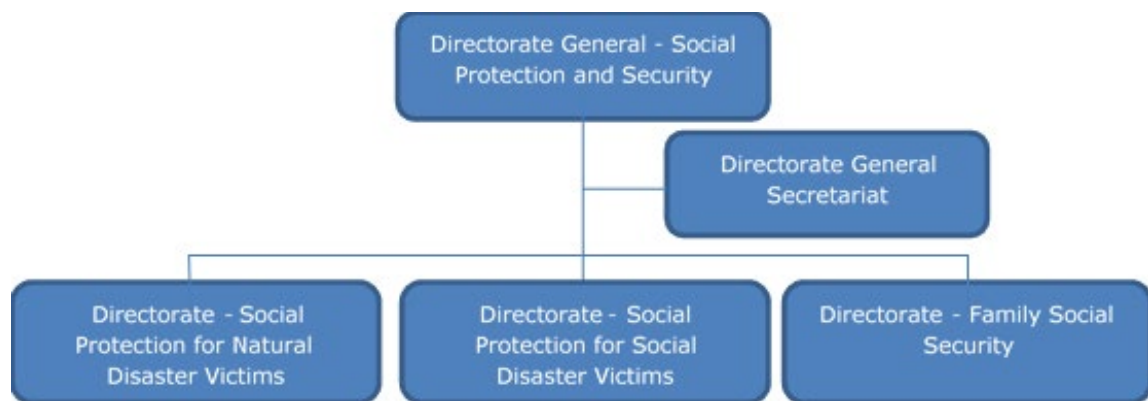 Directorate General - Social
Protection and Security
Directorate General
Secretariat
Directorate - Social
Protection for Natural
Disaster Victims
Directorate - Social
Protection for Social
Disaster Victims
Directorate - Family Social
Security